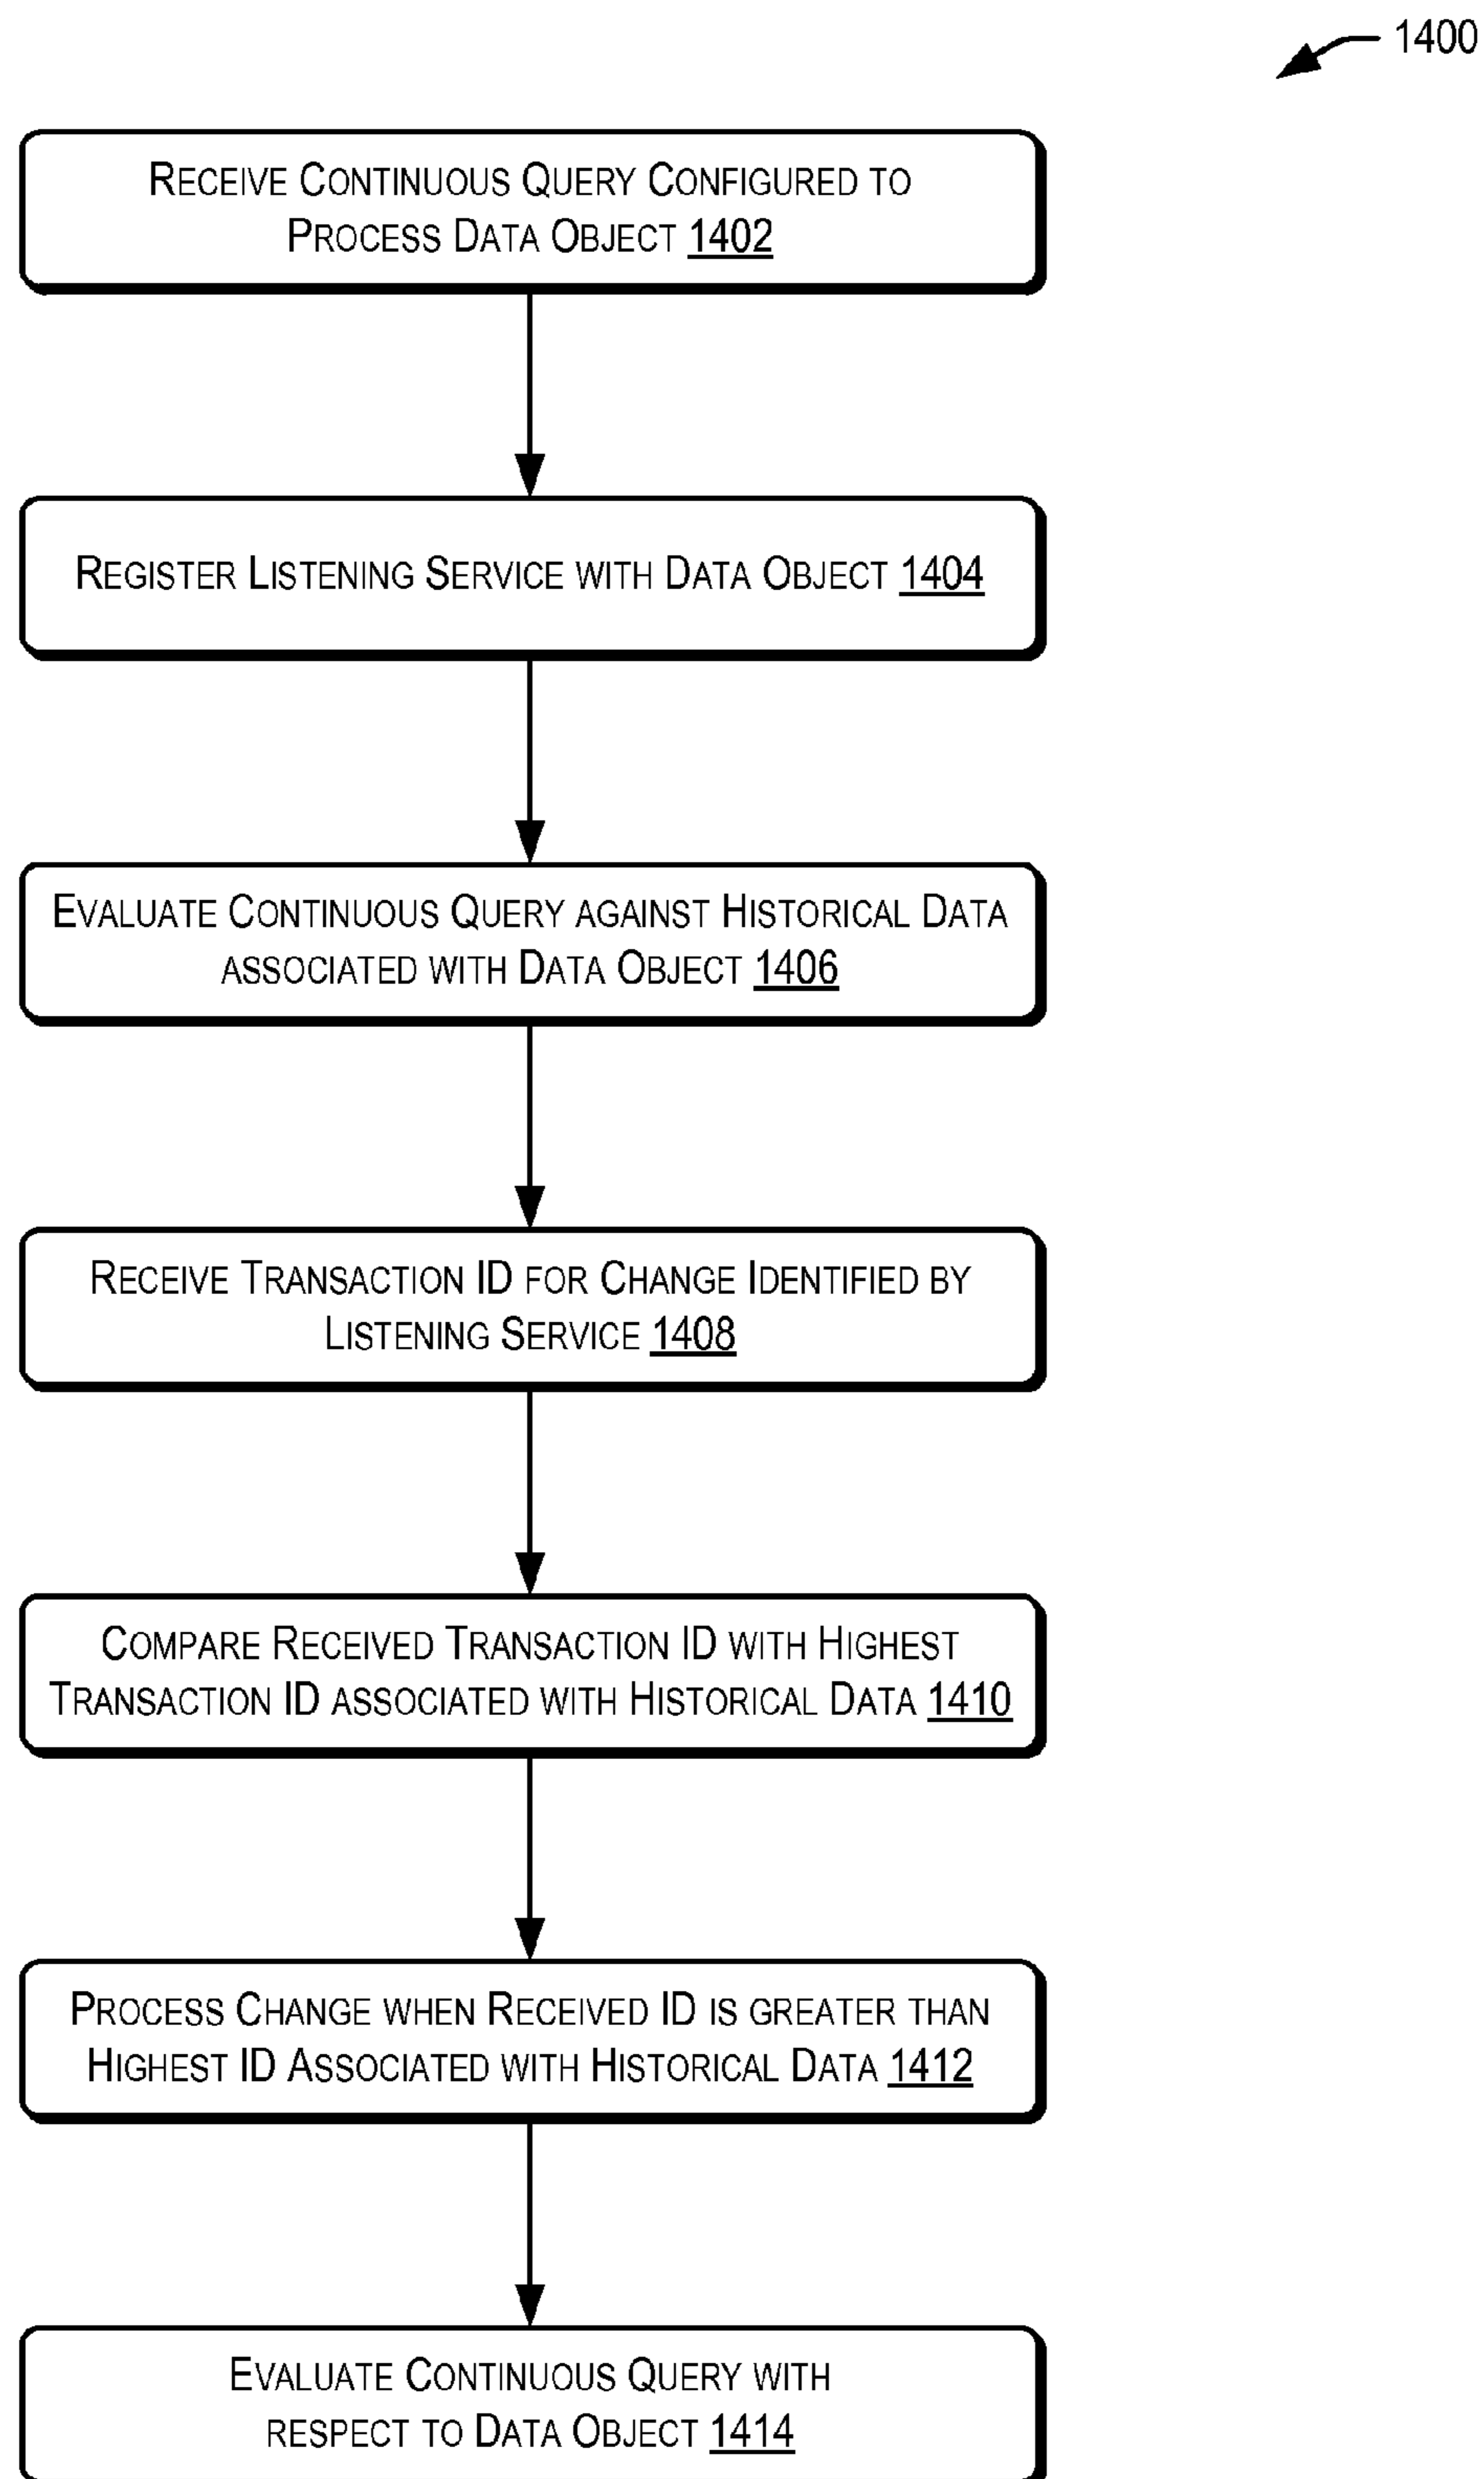 1400
Receive Continuous Query Configured to
Process Data Object 1402
Register Listening Service with Data Object 1404
Evaluate Continuous Query against Historical Data
associated with Data Object 1406
Receive Transaction ID for Change Identified by
Listening Service 1408
Compare Received Transaction ID with Highest
Transaction ID associated with Historical Data 1410
Process Change when Received ID is greater than
Highest ID Associated with Historical Data 1412
Evaluate Continuous Query with
respect to Data Object 1414